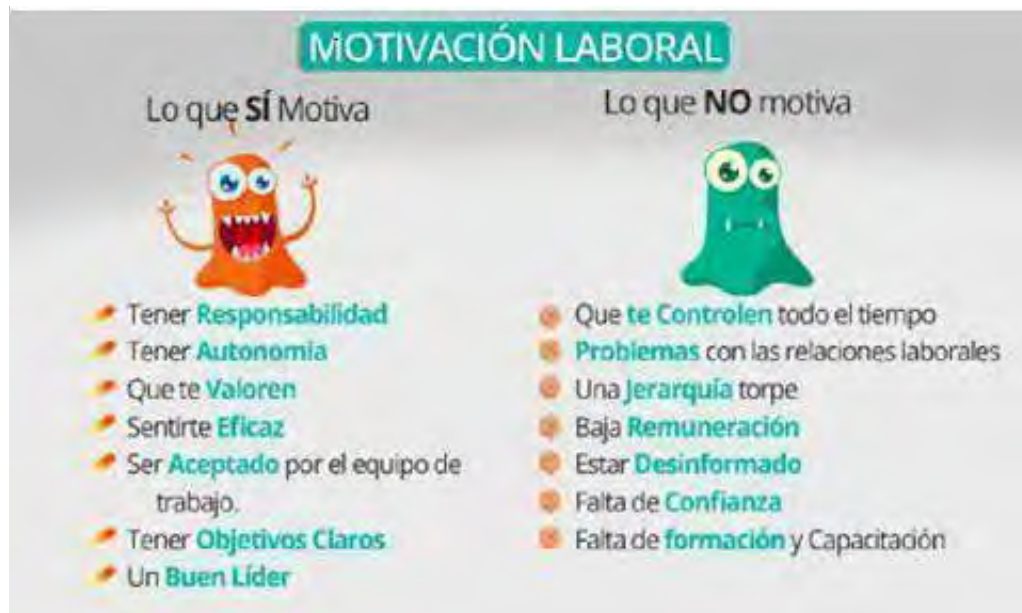 MOTIVACIÓN LABORAL
Lo que SÍ Motiva
Tener Responsabilidad
Tener Autonomia
Que te Valoren
Sentirte Eficaz
Ser Aceptado por el equipo de
trabajo.
Tener Objetivos Claros
Un Buen Líder
Lo que NO motiva
Que te Controlen todo el tiempo
Problemas con las relaciones laborales
Una Jerarquía torpe
Baja Remuneración
Estar Desinformado
Falta de Confianza
Falta de formación y Capacitación